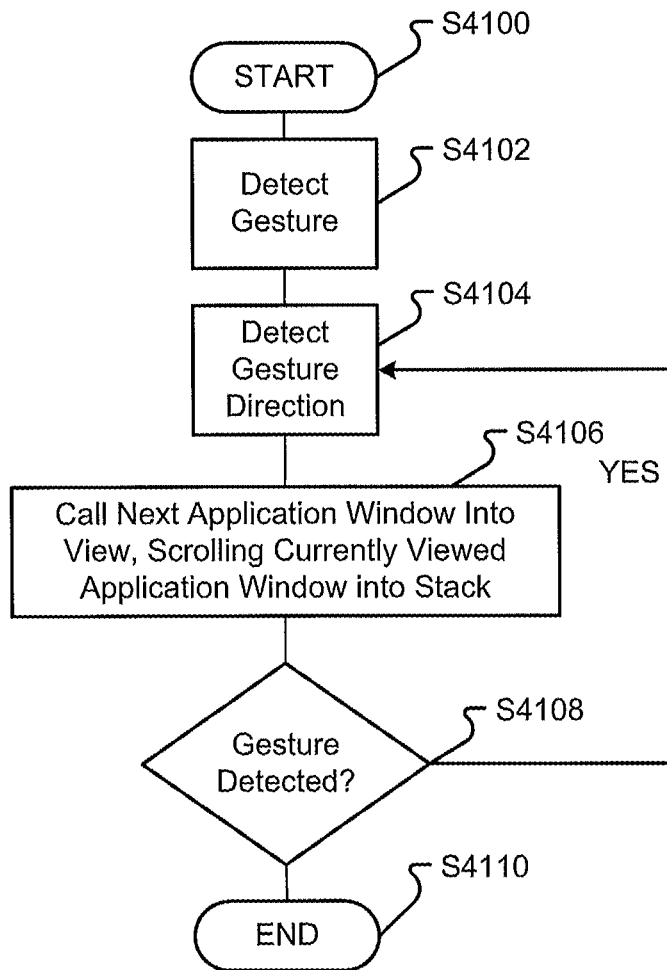 S4100
START
S4102
Detect
Gesture
S4104
Detect
Gesture
Direction
S4106
YES
Call Next Application Window Into
View, Scrolling Currently Viewed
Application Window into Stack
S4108
Gesture
Detected?
S4110
END